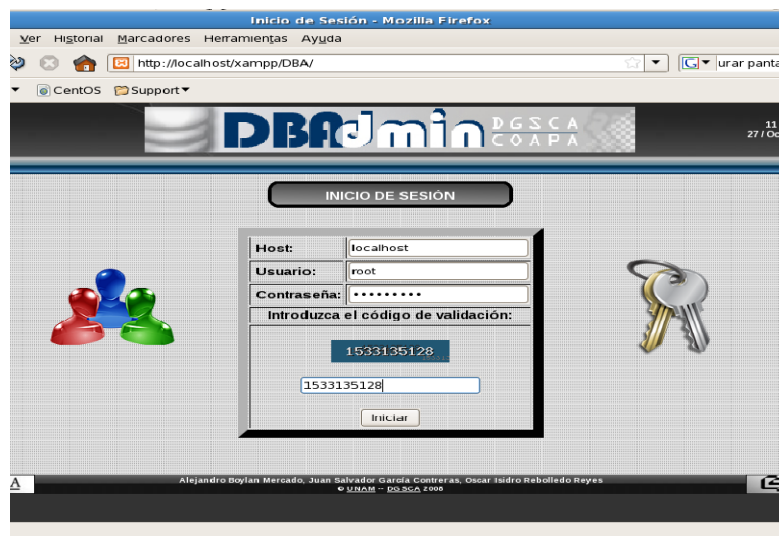 Inicio de Sesión - Mozilla Firefox
Ver Historial Marcadores Herramientas Ayuda
http://localhost/xampp/DBA/
G urar panta
CentOS Support
DBAdmin DGSCA COAPA
11
27 / Oc
INICIO DE SESIÓN
Host: localhost
Usuario: root
Contraseña: •••••••••
Introduzca el código de validación:
1533135128
1533135128
Iniciar
A
Alejandro Boylan Mercado, Juan Salvador García Contreras, Oscar Isidro Rebolledo Reyes
© UNAM -- DGSCA 2008